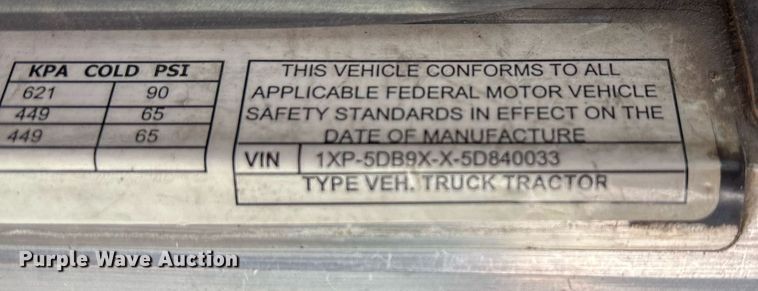 KPA COLD PSI
621 90
449 65
449 65
THIS VEHICLE CONFORMS TO ALL
APPLICABLE FEDERAL MOTOR VEHICLE
SAFETY STANDARDS IN EFFECT ON THE
DATE OF MANUFACTURE
VIN 1XP-5DB9X-X-5D840033
TYPE VEH. TRUCK TRACTOR
Purple Wave Auction